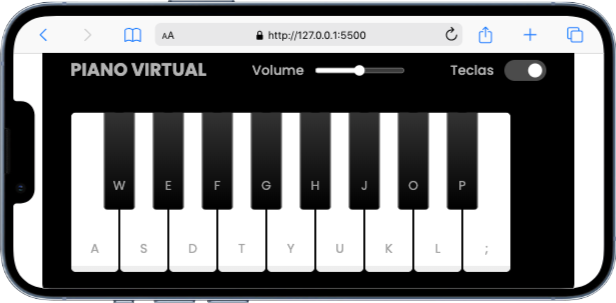 AA http://127.0.0.1:5500
PIANO VIRTUAL Volume Teclas
W E F G H J O P
A S D T Y U K L ;